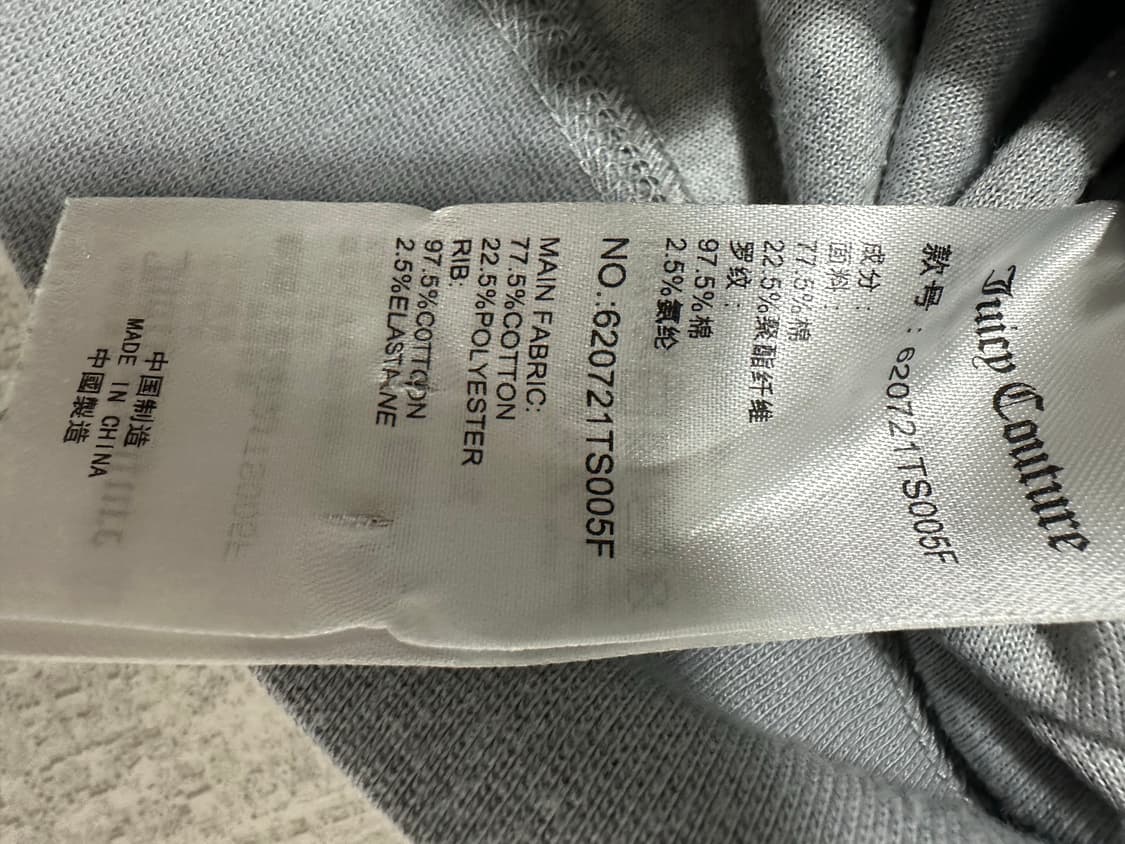 Juicy Couture
款号：620721TS005F
成分：
面料：
77.5%棉
22.5%聚酯纤维
罗纹：
97.5%棉
2.5%氨纶
NO.:620721TS005F
MAIN FABRIC:
77.5%COTTON
22.5%POLYESTER
RIB:
97.5%COTTON
2.5%ELASTANE
中国制造
MADE IN CHINA
中國製造